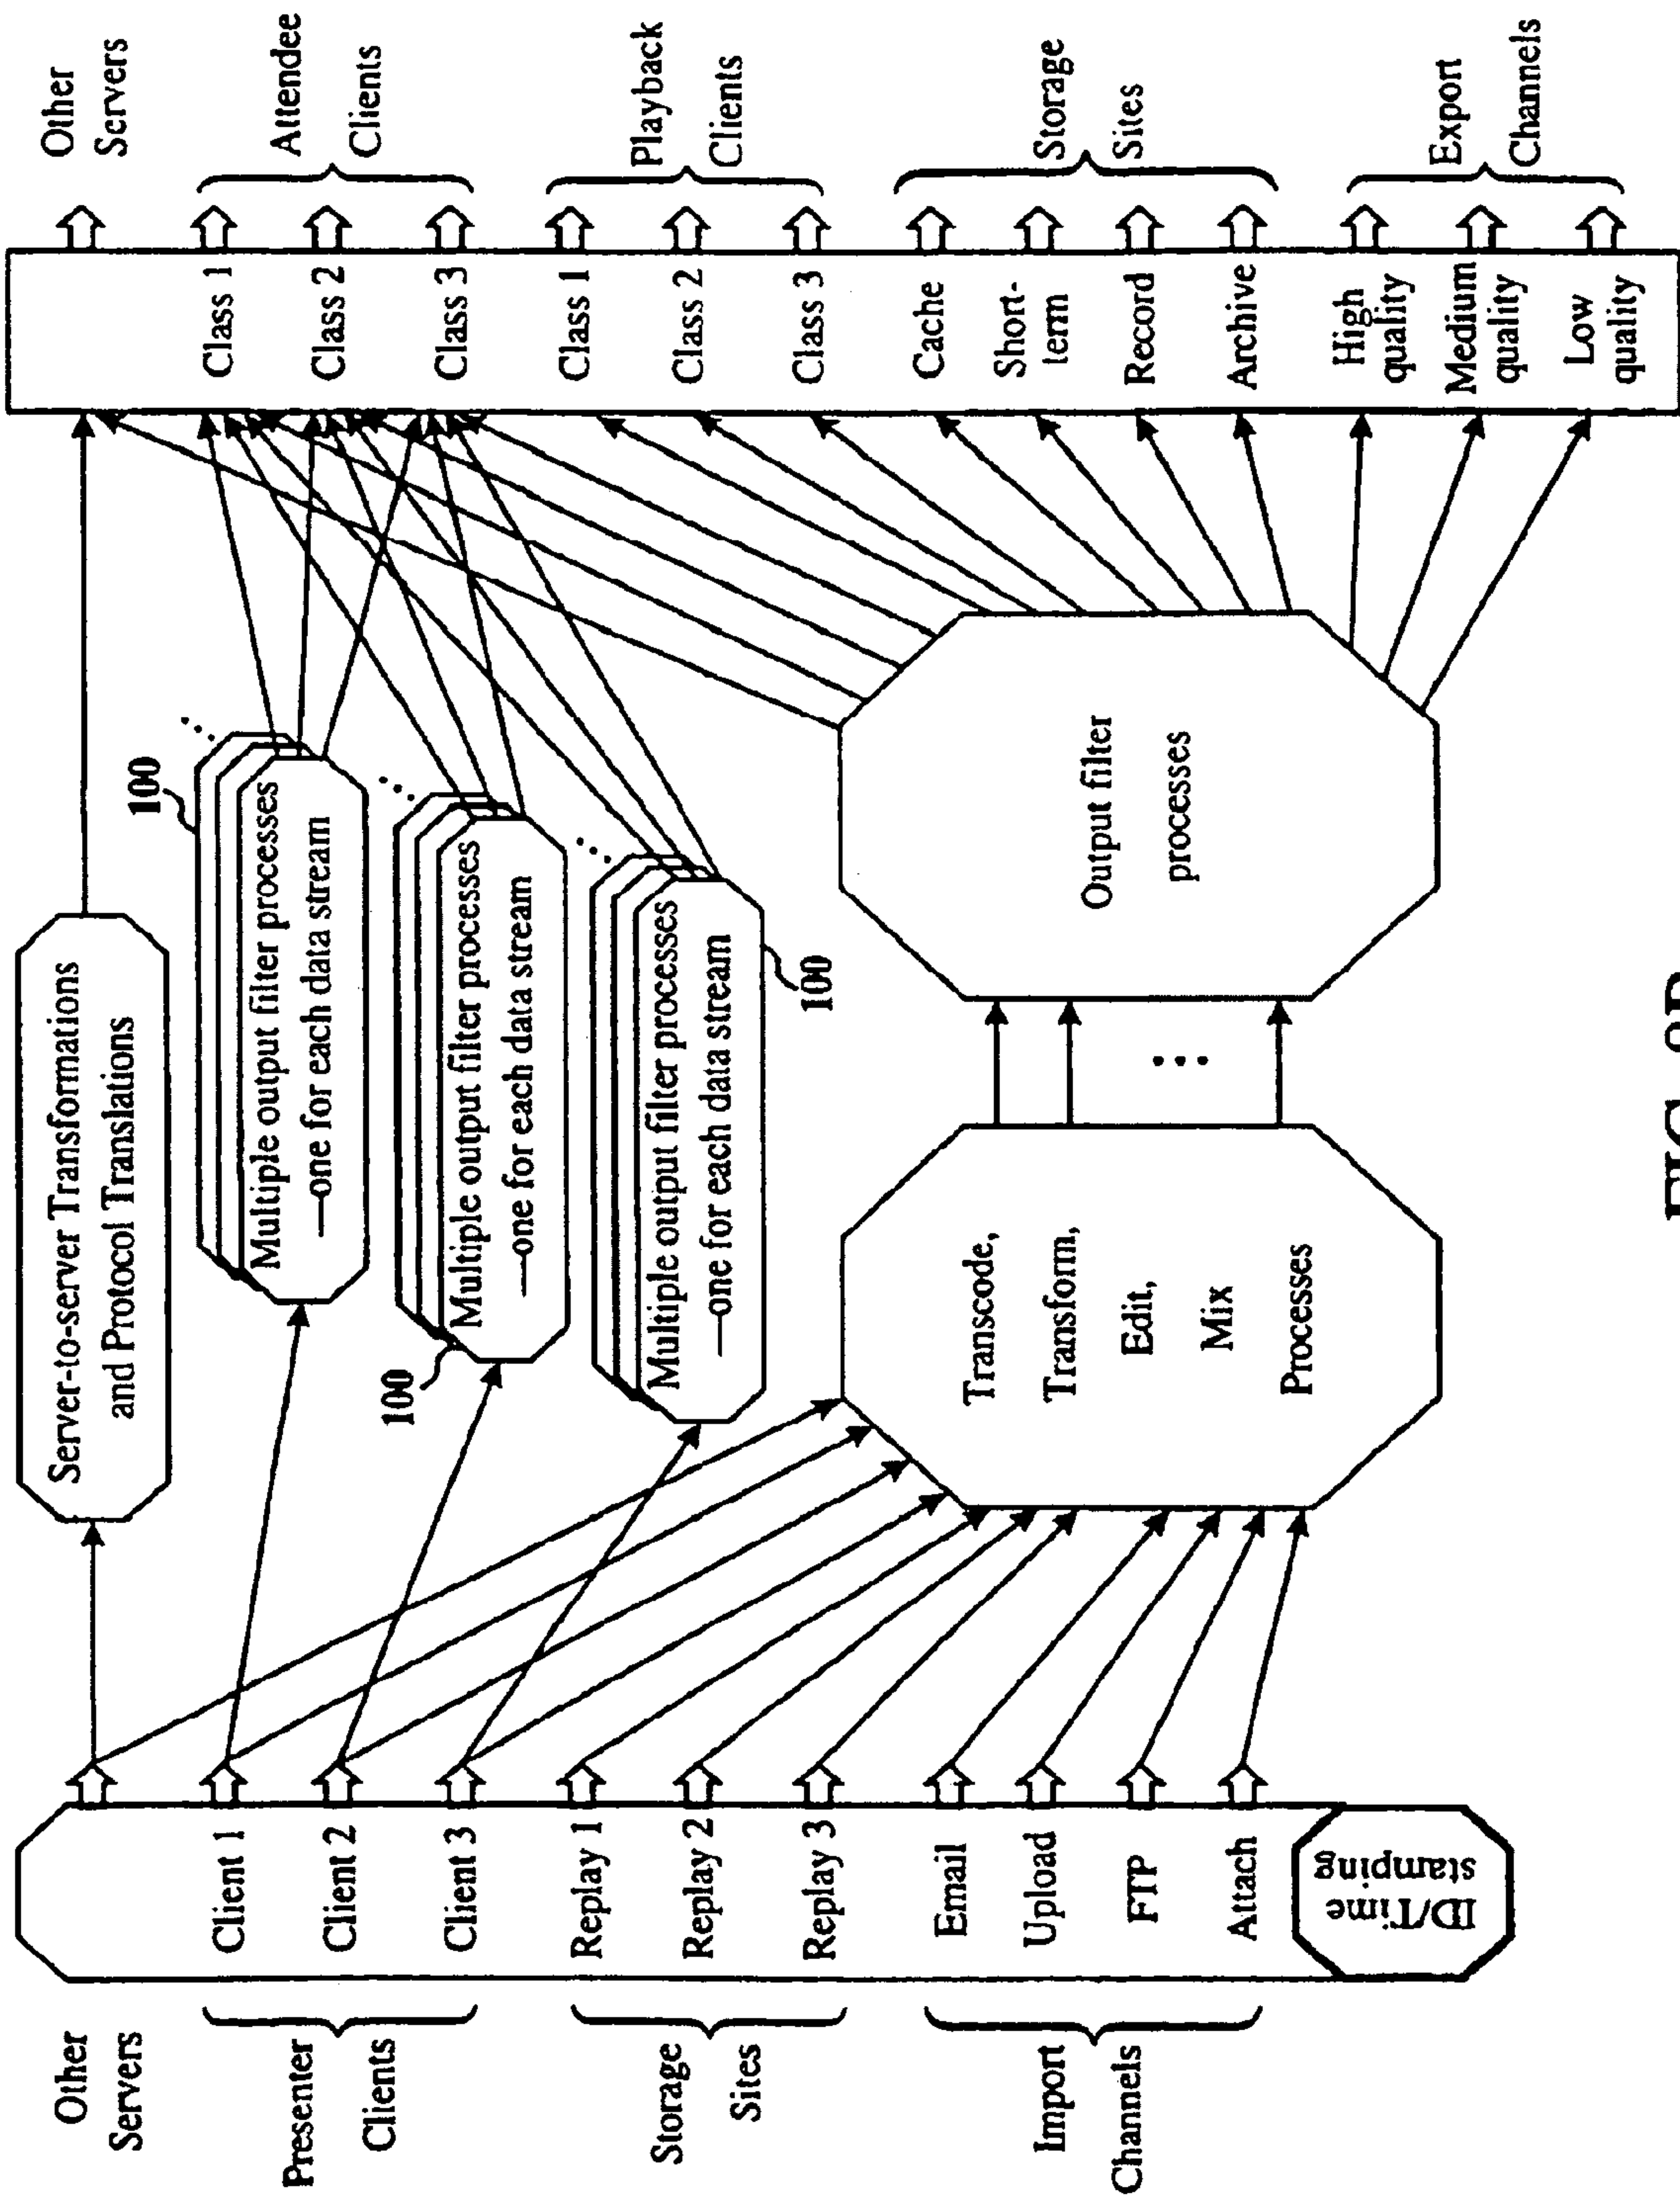 Other
Servers
Presenter
Clients
Storage
Sites
Import
Channels
Client 1
Client 2
Client 3
Replay 1
Replay 2
Replay 3
Email
Upload
FTP
Attach
ID/Time
stamping
Server-to-server Transformations
and Protocol Translations
100
Multiple output filter processes
—one for each data stream
100
Multiple output filter processes
—one for each data stream
Multiple output filter processes
—one for each data stream
100
Transcode,
Transform,
Edit,
Mix
Processes
Output filter
processes
Class 1
Class 2
Class 3
Class 1
Class 2
Class 3
Cache
Short-
term
Record
Archive
High
quality
Medium
quality
Low
quality
Other
Servers
Attendee
Clients
Playback
Clients
Storage
Sites
Export
Channels